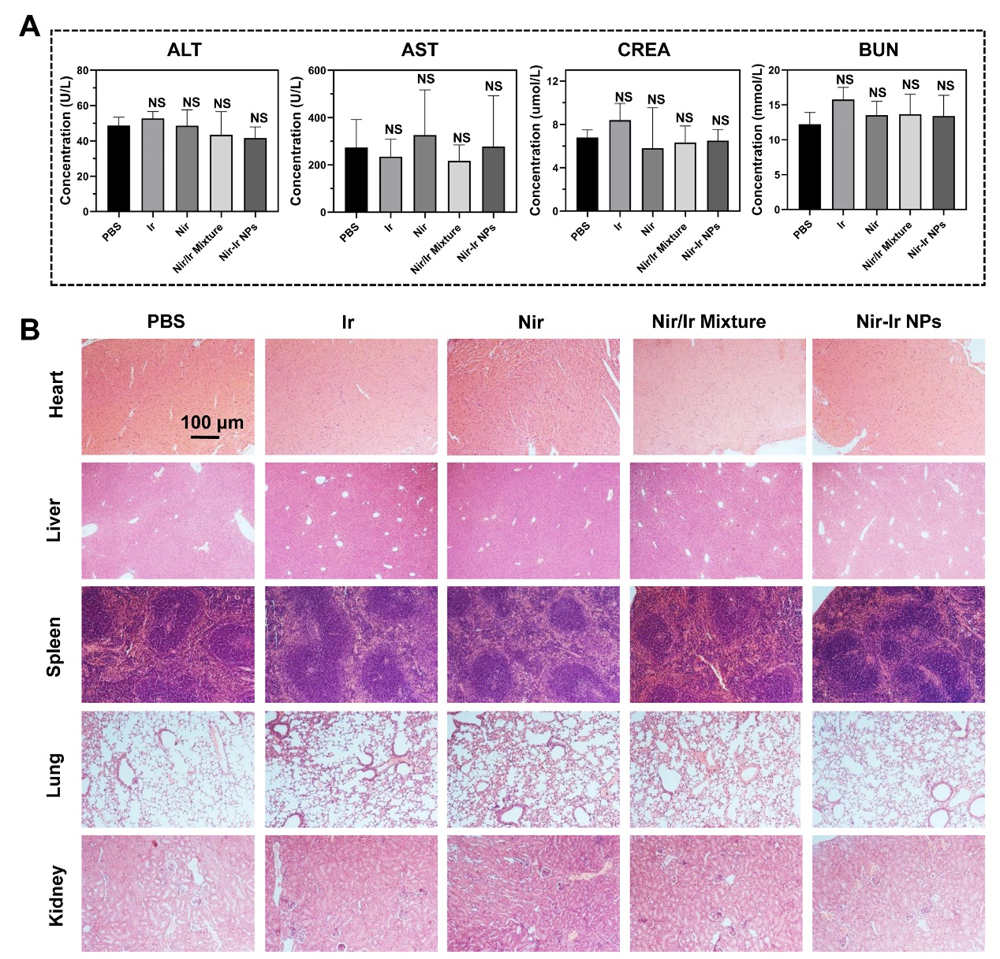 A
ALT
Concentration (U/L)
80
60
40
20
0
NS NS NS NS
PBS Ir Nir Nir/Ir Mixture Nir-Ir NPs
AST
Concentration (U/L)
600
400
200
0
NS NS NS NS
PBS Ir Nir Nir/Ir Mixture Nir-Ir NPs
CREA
Concentration (umol/L)
12
8
4
0
NS NS NS NS
PBS Ir Nir Nir/Ir Mixture Nir-Ir NPs
BUN
Concentration (mmol/L)
20
15
10
5
0
NS NS NS NS
PBS Ir Nir Nir/Ir Mixture Nir-Ir NPs
B
PBS Ir Nir Nir/Ir Mixture Nir-Ir NPs
Heart
100 μm
Liver
Spleen
Lung
Kidney